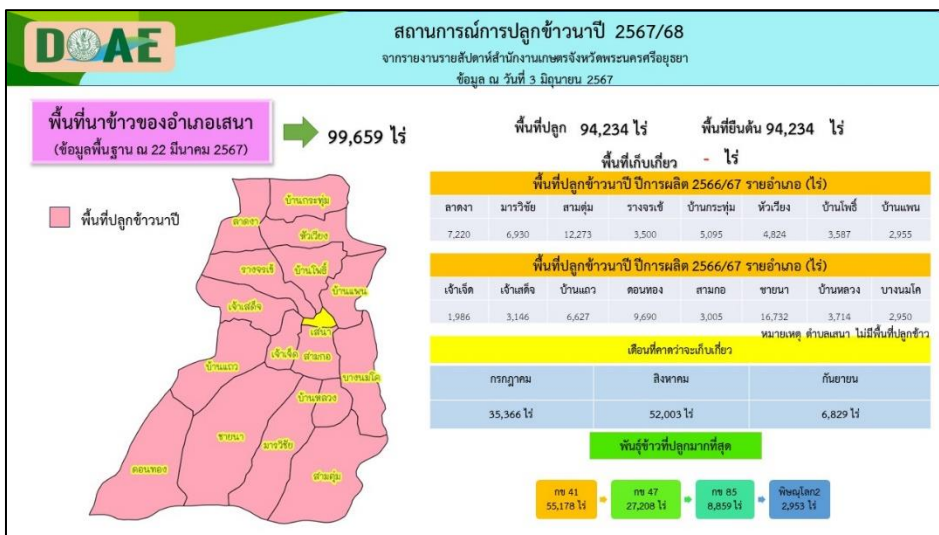 DOAE
สถานการณ์การปลูกข้าวนาปี 2567/68
จากรายงานรายสัปดาห์สำนักงานเกษตรจังหวัดพระนครศรีอยุธยา
ข้อมูล ณ วันที่ 3 มิถุนายน 2567
พื้นที่นาข้าวของอำเภอเสนา
(ข้อมูลพื้นฐาน ณ 22 มีนาคม 2567)
99,659 ไร่
พื้นที่ปลูก 94,234 ไร่ พื้นที่ยืนต้น 94,234 ไร่
พื้นที่เก็บเกี่ยว - ไร่
พื้นที่ปลูกข้าวนาปี
บ้านกระทุ่ม
ลาดงา
หัวเวียง
รางจรเข้
บ้านโพธิ์
บ้านแพน
เจ้าเสด็จ
เสนา
เจ้าเจ็ด
สามกอ
บ้านแถว
บางนมโค
บ้านหลวง
ชายนา
มารวิชัย
ดอนทอง
สามตุ่ม
พื้นที่ปลูกข้าวนาปี ปีการผลิต 2566/67 รายอำเภอ (ไร่)
ลาดงา มารวิชัย สามตุ่ม รางจรเข้ บ้านกระทุ่ม หัวเวียง บ้านโพธิ์ บ้านแพน
7,220 6,930 12,273 3,500 5,095 4,824 3,587 2,955
พื้นที่ปลูกข้าวนาปี ปีการผลิต 2566/67 รายอำเภอ (ไร่)
เจ้าเจ็ด เจ้าเสด็จ บ้านแถว ดอนทอง สามกอ ชายนา บ้านหลวง บางนมโค
1,986 3,146 6,627 9,690 3,005 16,732 3,714 2,950
หมายเหตุ ตำบลเสนา ไม่มีพื้นที่ปลูกข้าว
เดือนที่คาดว่าจะเก็บเกี่ยว
กรกฎาคม สิงหาคม กันยายน
35,366 ไร่ 52,003 ไร่ 6,829 ไร่
พันธุ์ข้าวที่ปลูกมากที่สุด
กข 41 กข 47 กข 85 พิษณุโลก2
55,178 ไร่ 27,208 ไร่ 8,859 ไร่ 2,953 ไร่